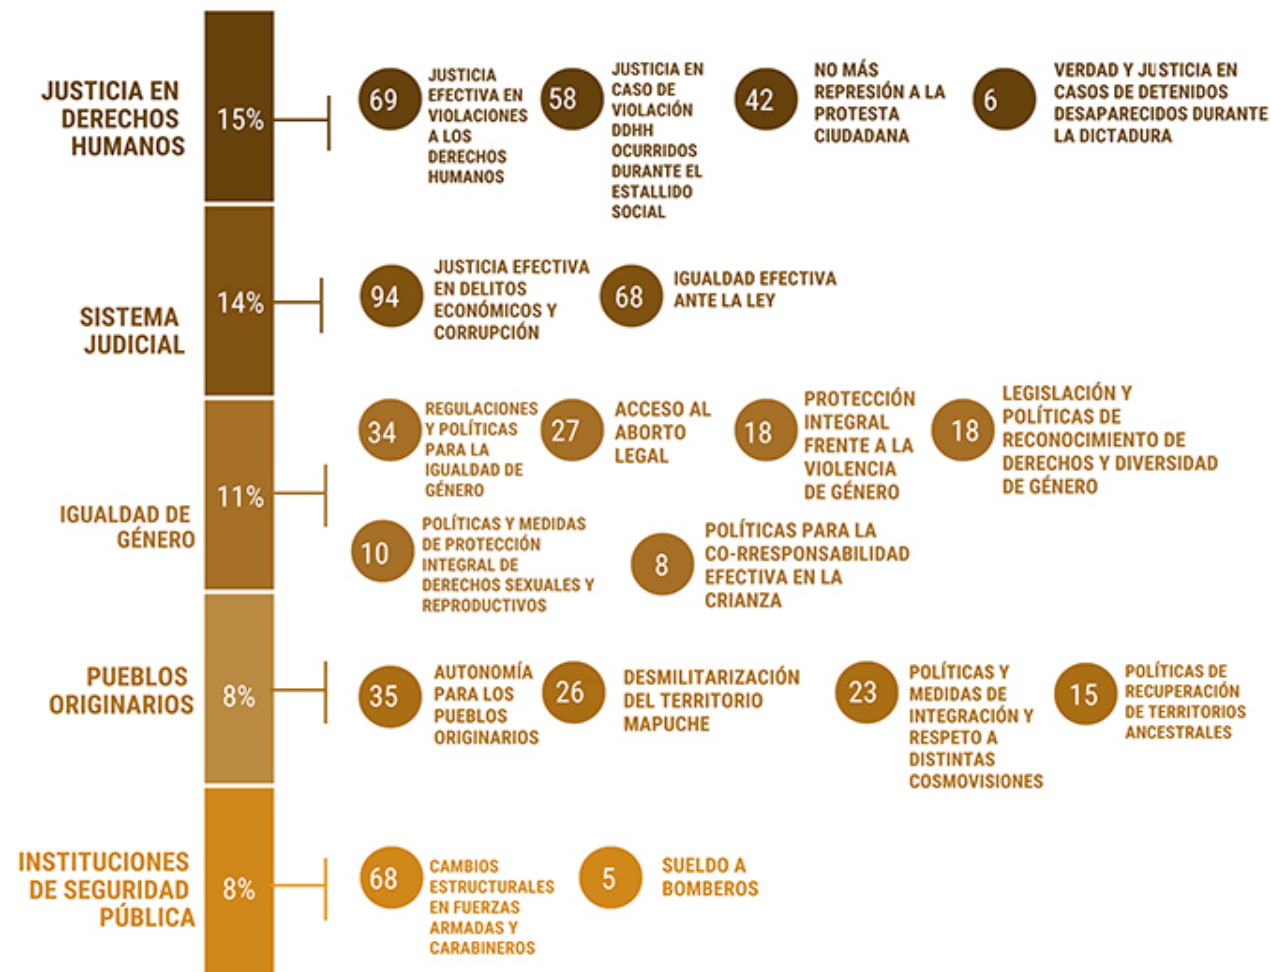 JUSTICIA EN
DERECHOS
HUMANOS
15%
69
JUSTICIA
EFECTIVA EN
VIOLACIONES
A LOS
DERECHOS
HUMANOS
58
JUSTICIA EN
CASO DE
VIOLACIÓN
DDHH
OCURRIDOS
DURANTE EL
ESTALLIDO
SOCIAL
42
NO MÁS
REPRESIÓN A LA
PROTESTA
CIUDADANA
6
VERDAD Y JUSTICIA EN
CASOS DE DETENIDOS
DESAPARECIDOS DURANTE
LA DICTADURA
SISTEMA
JUDICIAL
14%
94
JUSTICIA EFECTIVA
EN DELITOS
ECONÓMICOS Y
CORRUPCIÓN
68
IGUALDAD EFECTIVA
ANTE LA LEY
IGUALDAD DE
GÉNERO
11%
34
REGULACIONES
Y POLÍTICAS
PARA LA
IGUALDAD DE
GÉNERO
27
ACCESO AL
ABORTO
LEGAL
18
PROTECCIÓN
INTEGRAL
FRENTE A LA
VIOLENCIA
DE GÉNERO
18
LEGISLACIÓN Y
POLÍTICAS DE
RECONOCIMIENTO DE
DERECHOS Y DIVERSIDAD
DE GÉNERO
10
POLÍTICAS Y MEDIDAS
DE PROTECCIÓN
INTEGRAL DE
DERECHOS SEXUALES Y
REPRODUCTIVOS
8
POLÍTICAS PARA LA
CO-RRESPONSABILIDAD
EFECTIVA EN LA
CRIANZA
PUEBLOS
ORIGINARIOS
8%
35
AUTONOMÍA
PARA LOS
PUEBLOS
ORIGINARIOS
26
DESMILITARIZACIÓN
DEL TERRITORIO
MAPUCHE
23
POLÍTICAS Y
MEDIDAS DE
INTEGRACIÓN Y
RESPETO A
DISTINTAS
COSMOVISIONES
15
POLÍTICAS DE
RECUPERACIÓN
DE TERRITORIOS
ANCESTRALES
INSTITUCIONES
DE SEGURIDAD
PÚBLICA
8%
68
CAMBIOS
ESTRUCTURALES
EN FUERZAS
ARMADAS Y
CARABINEROS
5
SUELDO A
BOMBEROS